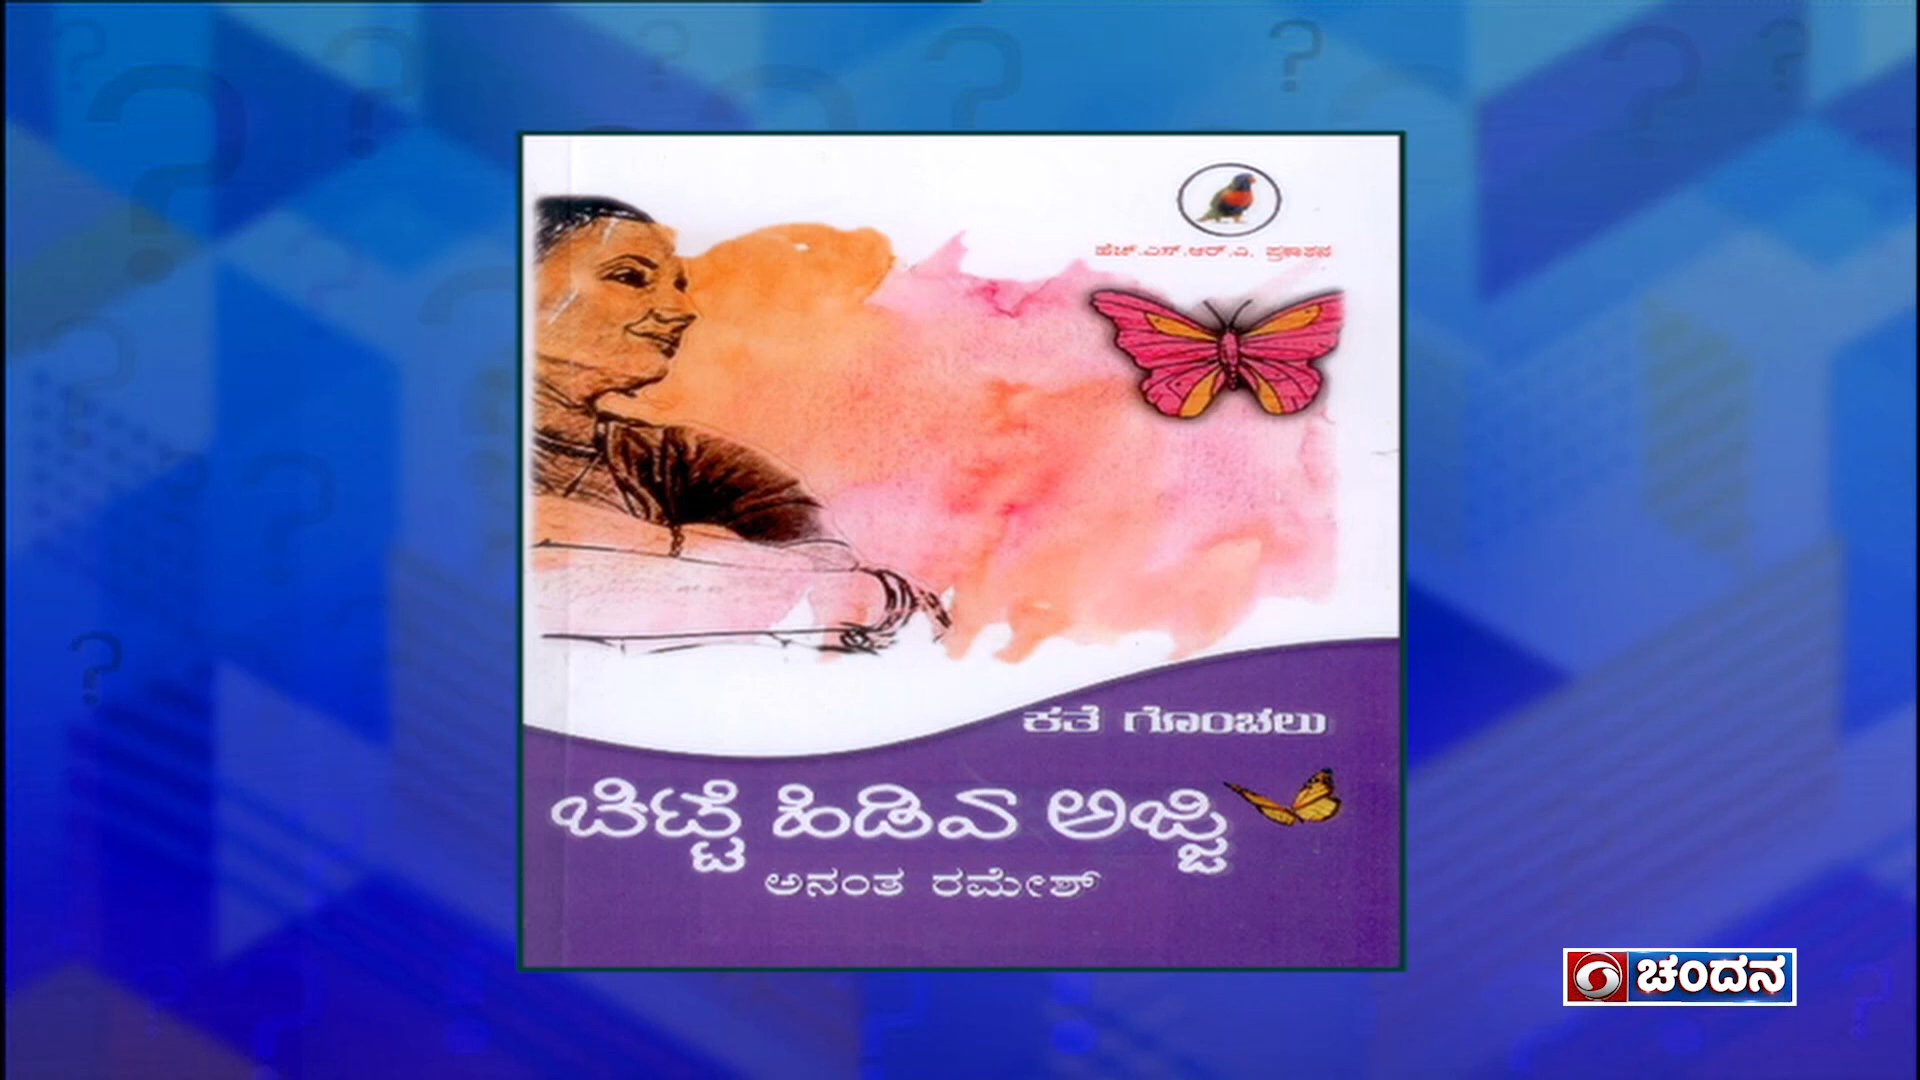 ಹೆಚ್.ಎಸ್.ಆರ್.ಎ. ಪ್ರಕಾಶನ
ಕತೆ ಗೊಂಚಲು
ಚಿಟ್ಟೆ ಹಿಡಿವ ಅಜ್ಜಿ
ಅನಂತ ರಮೇಶ್
ಚಂದನ